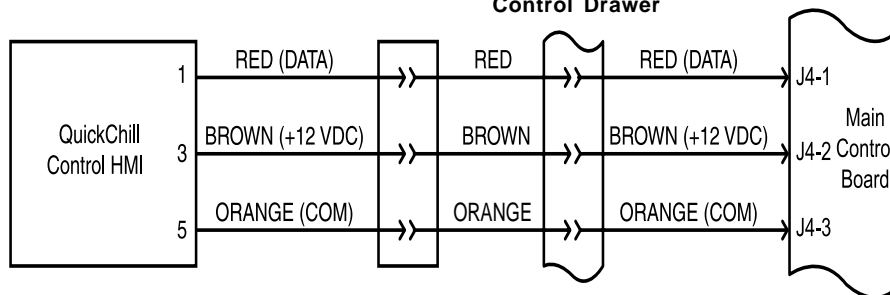 Control Drawer
RED (DATA) RED RED (DATA)
1 J4-1
QuickChill
Control HMI
BROWN (+12 VDC) BROWN BROWN (+12 VDC)
3 J4-2
Main
Contro
Board
ORANGE (COM) ORANGE ORANGE (COM)
5 J4-3